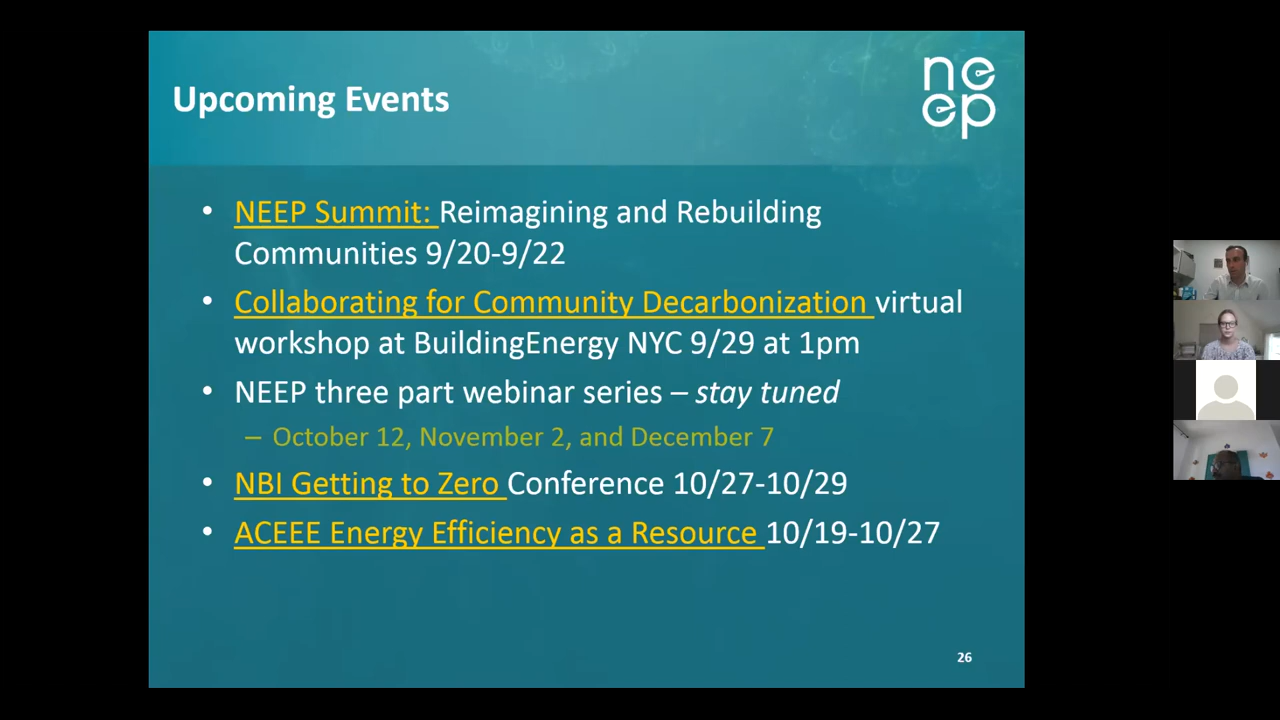 Upcoming Events
ne
ep
• NEEP Summit: Reimagining and Rebuilding
Communities 9/20-9/22
• Collaborating for Community Decarbonization virtual
workshop at BuildingEnergy NYC 9/29 at 1pm
• NEEP three part webinar series – stay tuned
– October 12, November 2, and December 7
• NBI Getting to Zero Conference 10/27-10/29
• ACEEE Energy Efficiency as a Resource 10/19-10/27
26